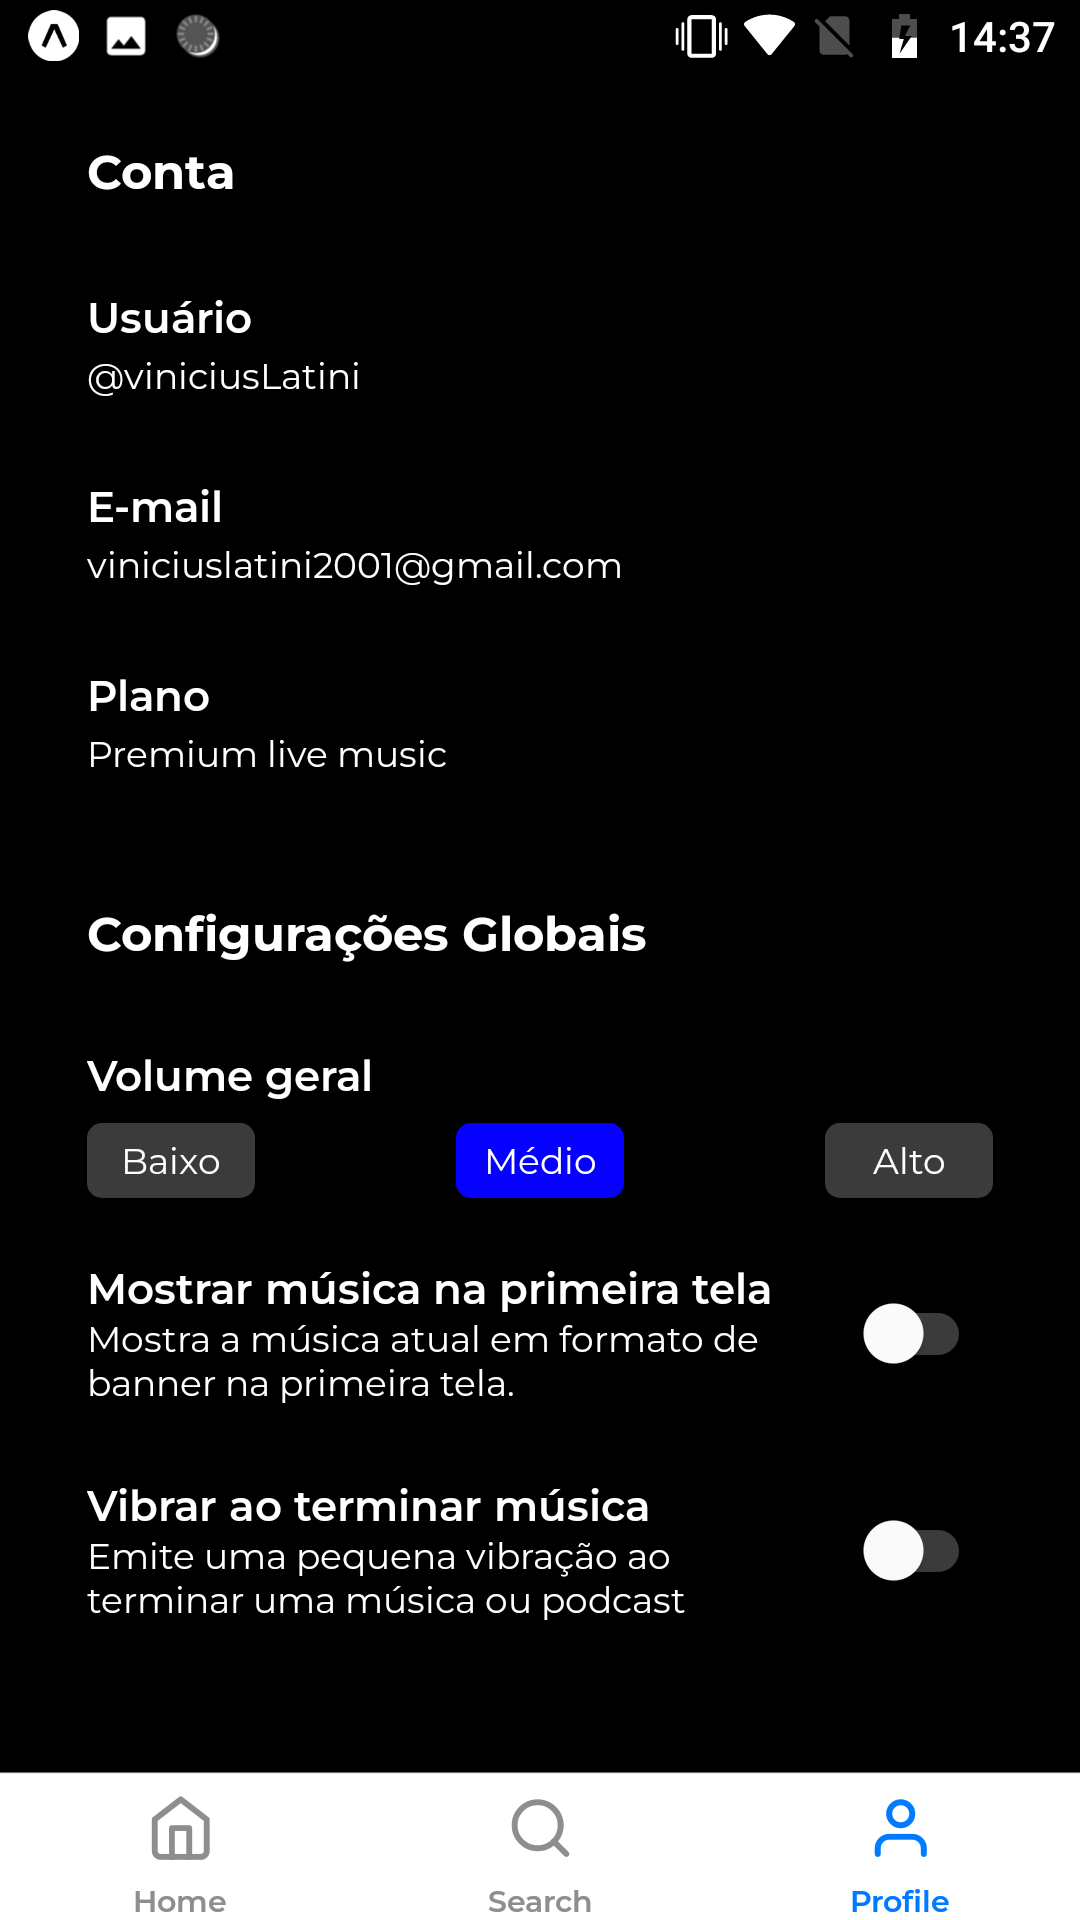 14:37
Conta
Usuário
@viniciusLatini
E-mail
viniciuslatini2001@gmail.com
Plano
Premium live music
Configurações Globais
Volume geral
Baixo Médio Alto
Mostrar música na primeira tela
Mostra a música atual em formato de
banner na primeira tela.
Vibrar ao terminar música
Emite uma pequena vibração ao
terminar uma música ou podcast
Home Search Profile